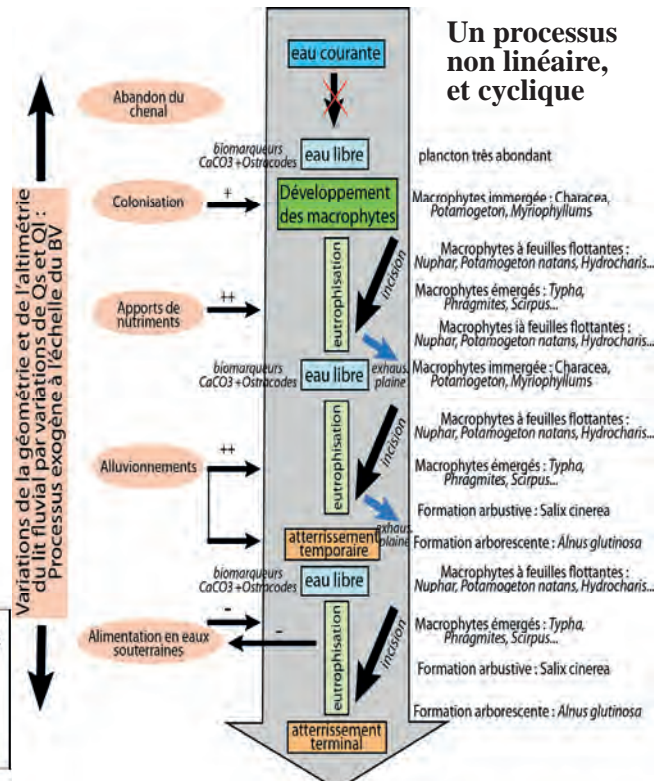 Un processus
non linéaire,
et cyclique
eau courante
Abandon du
chenal
biomarqueurs
CaCO3 +Ostracodes
eau libre
plancton très abondant
Colonisation
+
Développement
des macrophytes
Macrophytes immergée : Characea,
Potamogeton, Myriophyllums
eutrophisation
incision
Macrophytes à feuilles flottantes :
Nuphar, Potamogeton natans, Hydrocharis...
Apports de
nutriments
++
Macrophytes émergés : Typha,
Phragmites, Scirpus...
Macrophytes ià feuilles flottantes :
Nuphar, Potamogeton natans, Hydrocharis...
biomarqueurs
CaCO3 +Ostracodes
eau libre
exhaus.
plaine
Macrophytes immergée : Characea,
Potamogeton, Myriophyllums
eutrophisation
incision
Macrophytes à feuilles flottantes :
Nuphar, Potamogeton natans, Hydrocharis...
Alluvionnements
++
Macrophytes émergés : Typha,
Phragmites, Scirpus...
Formation arbustive : Salix cinerea
atterrissement
temporaire
exhaus.
plaine
Formation arborescente : Alnus glutinosa
biomarqueurs
CaCO3 +Ostracodes
eau libre
Macrophytes à feuilles flottantes :
Nuphar, Potamogeton natans, Hydrocharis...
Alimentation en eaux
souterraines
-
-
eutrophisation
incision
Macrophytes émergés : Typha,
Phragmites, Scirpus...
Formation arbustive : Salix cinerea
Formation arborescente : Alnus glutinosa
atterrissement
terminal
Variations de la géométrie et de l'altimétrie
du lit fluvial par variations de Qs et Ql :
Processus exogène à l'échelle du BV